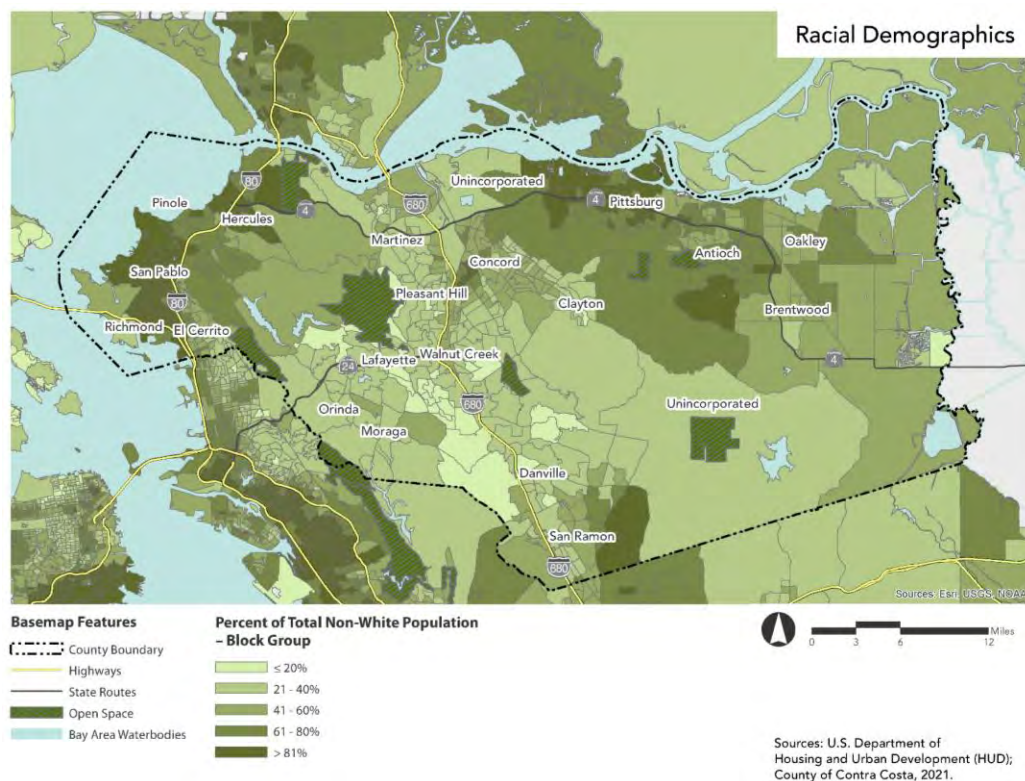 Racial Demographics
80
Pinole
Hercules
4
Martinez
680
Unincorporated
4
Pittsburg
Antioch
Oakley
San Pablo
80
Concord
Pleasant Hill
Clayton
Brentwood
Richmond
El Cerrito
24
Lafayette
Walnut Creek
4
Orinda
680
Unincorporated
Moraga
Danville
San Ramon
680
Sources: Esri, USGS, NOAA
Basemap Features
County Boundary
Highways
State Routes
Open Space
Bay Area Waterbodies
Percent of Total Non-White Population
– Block Group
≤ 20%
21 - 40%
41 - 60%
61 - 80%
> 81%
0 3 6 12 Miles
Sources: U.S. Department of
Housing and Urban Development (HUD);
County of Contra Costa, 2021.